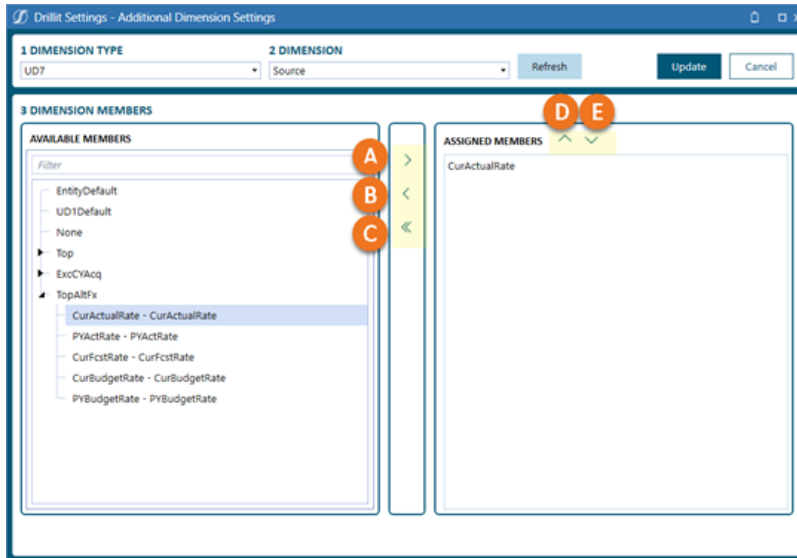 Drillit Settings - Additional Dimension Settings
1 DIMENSION TYPE
2 DIMENSION
UD7
Source
Refresh
Update
Cancel
3 DIMENSION MEMBERS
D
E
AVAILABLE MEMBERS
ASSIGNED MEMBERS
Filter
A
CurActualRate
EntityDefault
B
UD1Default
None
C
Top
ExcCYAcq
TopAltFx
CurActualRate - CurActualRate
PYActRate - PYActRate
CurFcstRate - CurFcstRate
CurBudgetRate - CurBudgetRate
PYBudgetRate - PYBudgetRate